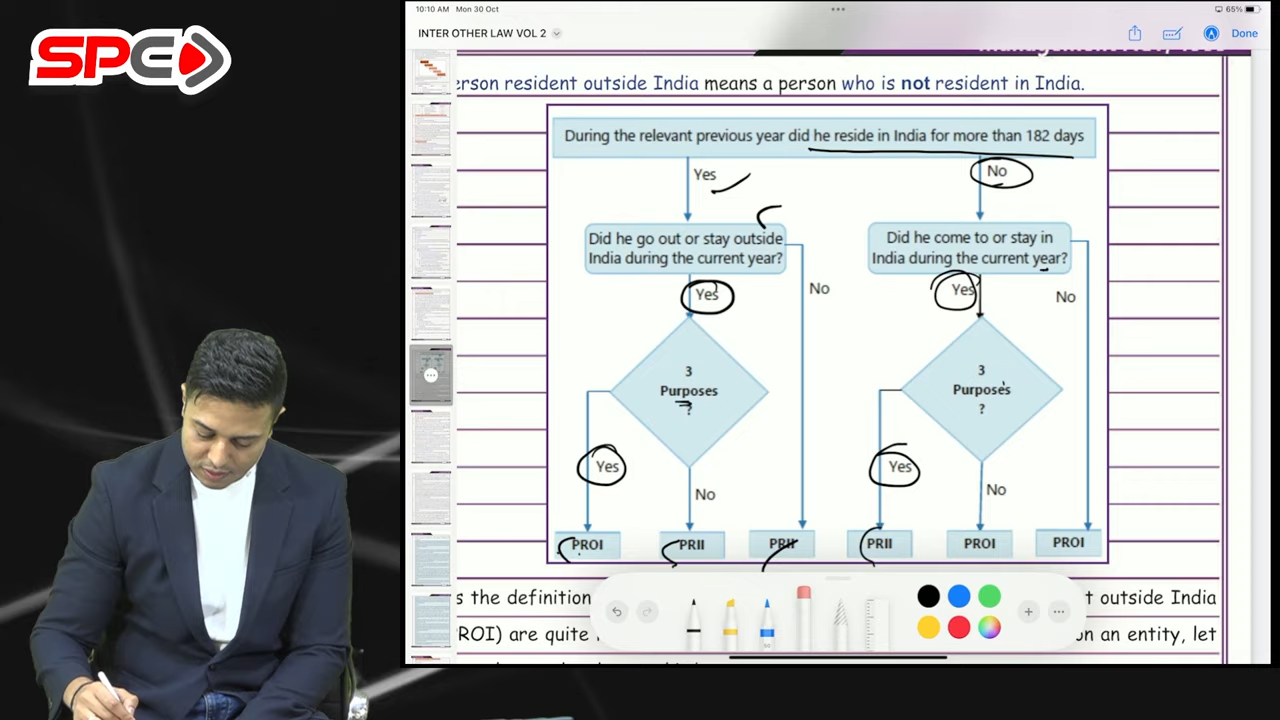 SPED
10:10 AM Mon 30 Oct
65%
INTER OTHER LAW VOL 2
Done
erson resident outside India means a person who is not resident in India.
During the relevant previous year did he reside in India for more than 182 days
Yes
No
Did he go out or stay outside
India during the current year?
Did he come to or stay in
India during the current year?
Yes
No
Yes
No
3
Purposes
?
3
Purposes
?
Yes
No
Yes
No
PROI
PRII
PRII
PRII
PROI
PROI
s the definition
t outside India
ROI) are quite
on an entity, let